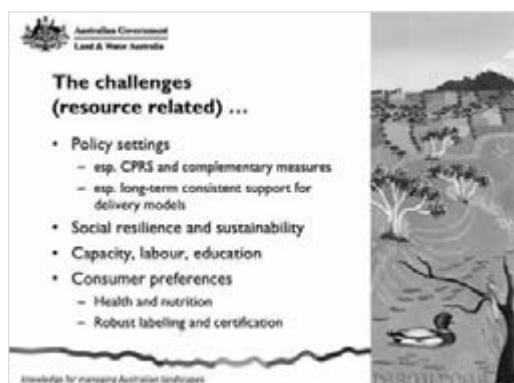 Australian Government
Land & Water Australia
The challenges
(resource related) ...
• Policy settings
– esp. CPRS and complementary measures
– esp. long-term consistent support for
delivery models
• Social resilience and sustainability
• Capacity, labour, education
• Consumer preferences
– Health and nutrition
– Robust labelling and certification
knowledge for managing Australian landscapes